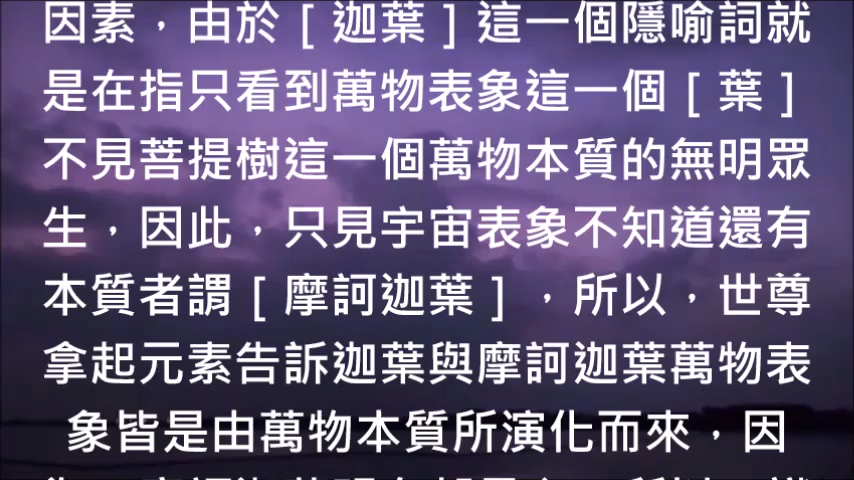 因素，由於［迦葉］這一個隱喻詞就
是在指只看到萬物表象這一個［葉］
不見菩提樹這一個萬物本質的無明眾
生，因此，只見宇宙表象不知道還有
本質者謂［摩訶迦葉］，所以，世尊
拿起元素告訴迦葉與摩訶迦葉萬物表
象皆是由萬物本質所演化而來，因